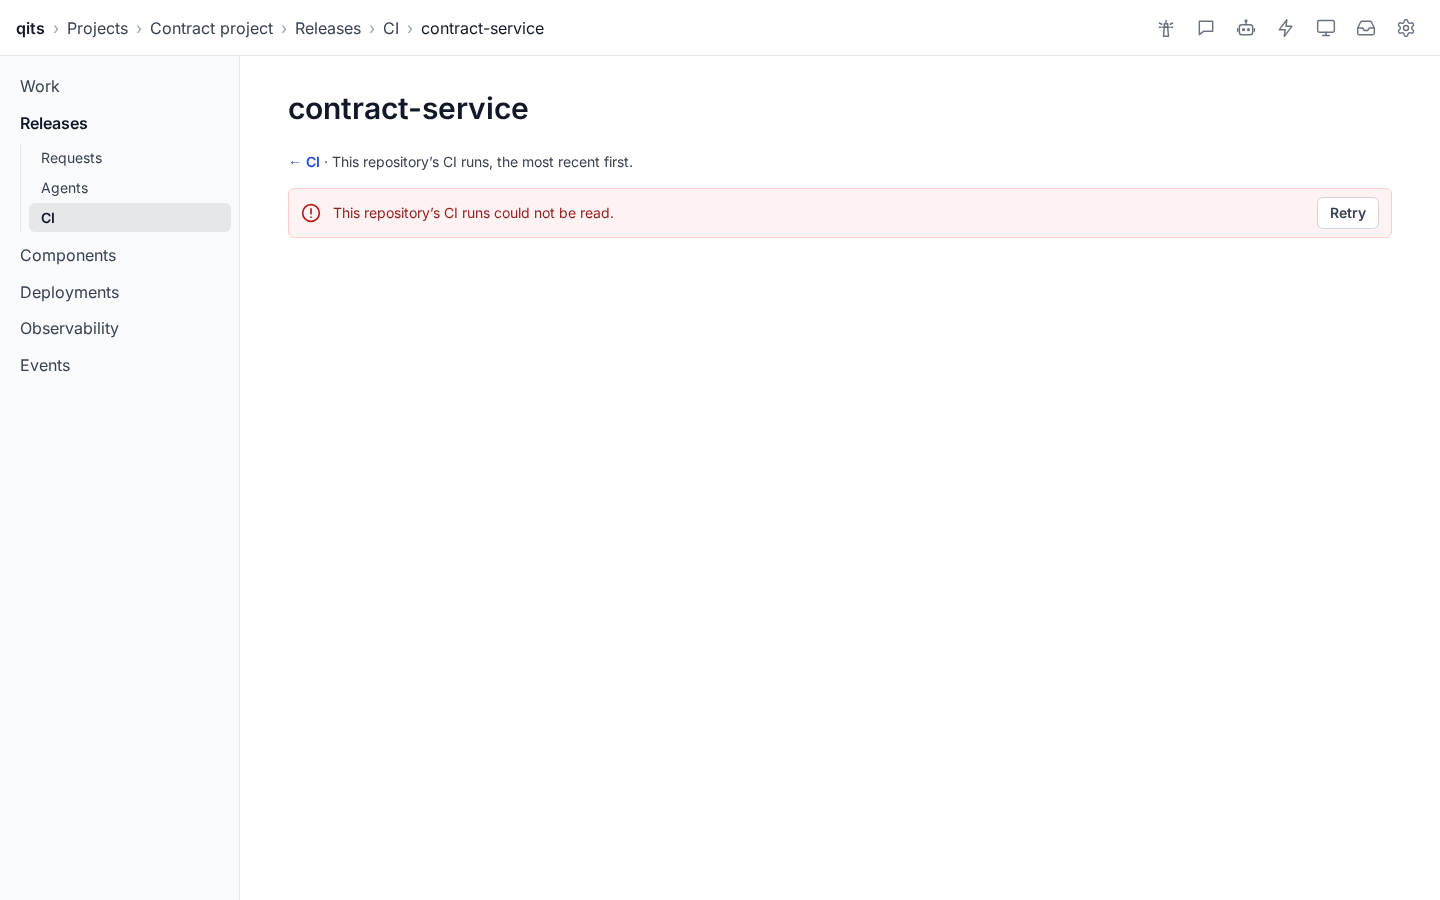 qits › Projects › Contract project › Releases › CI › contract-service
Work
Releases
Requests
Agents
CI
Components
Deployments
Observability
Events
contract-service
← CI · This repository’s CI runs, the most recent first.
This repository’s CI runs could not be read.
Retry